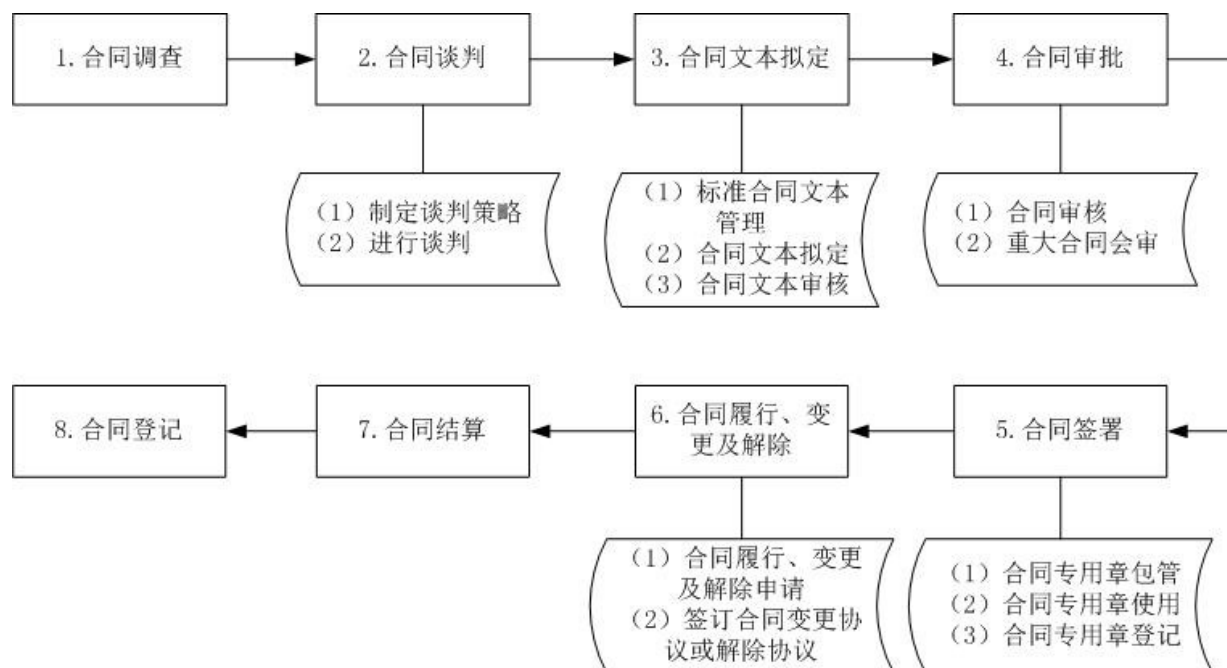 1.合同调查
2.合同谈判
3.合同文本拟定
4.合同审批
（1）制定谈判策略
（2）进行谈判
（1）标准合同文本
管理
（2）合同文本拟定
（3）合同文本审核
（1）合同审核
（2）重大合同会审
8.合同登记
7.合同结算
6.合同履行、变
更及解除
5.合同签署
（1）合同履行、变更
及解除申请
（2）签订合同变更协
议或解除协议
（1）合同专用章包管
（2）合同专用章使用
（3）合同专用章登记